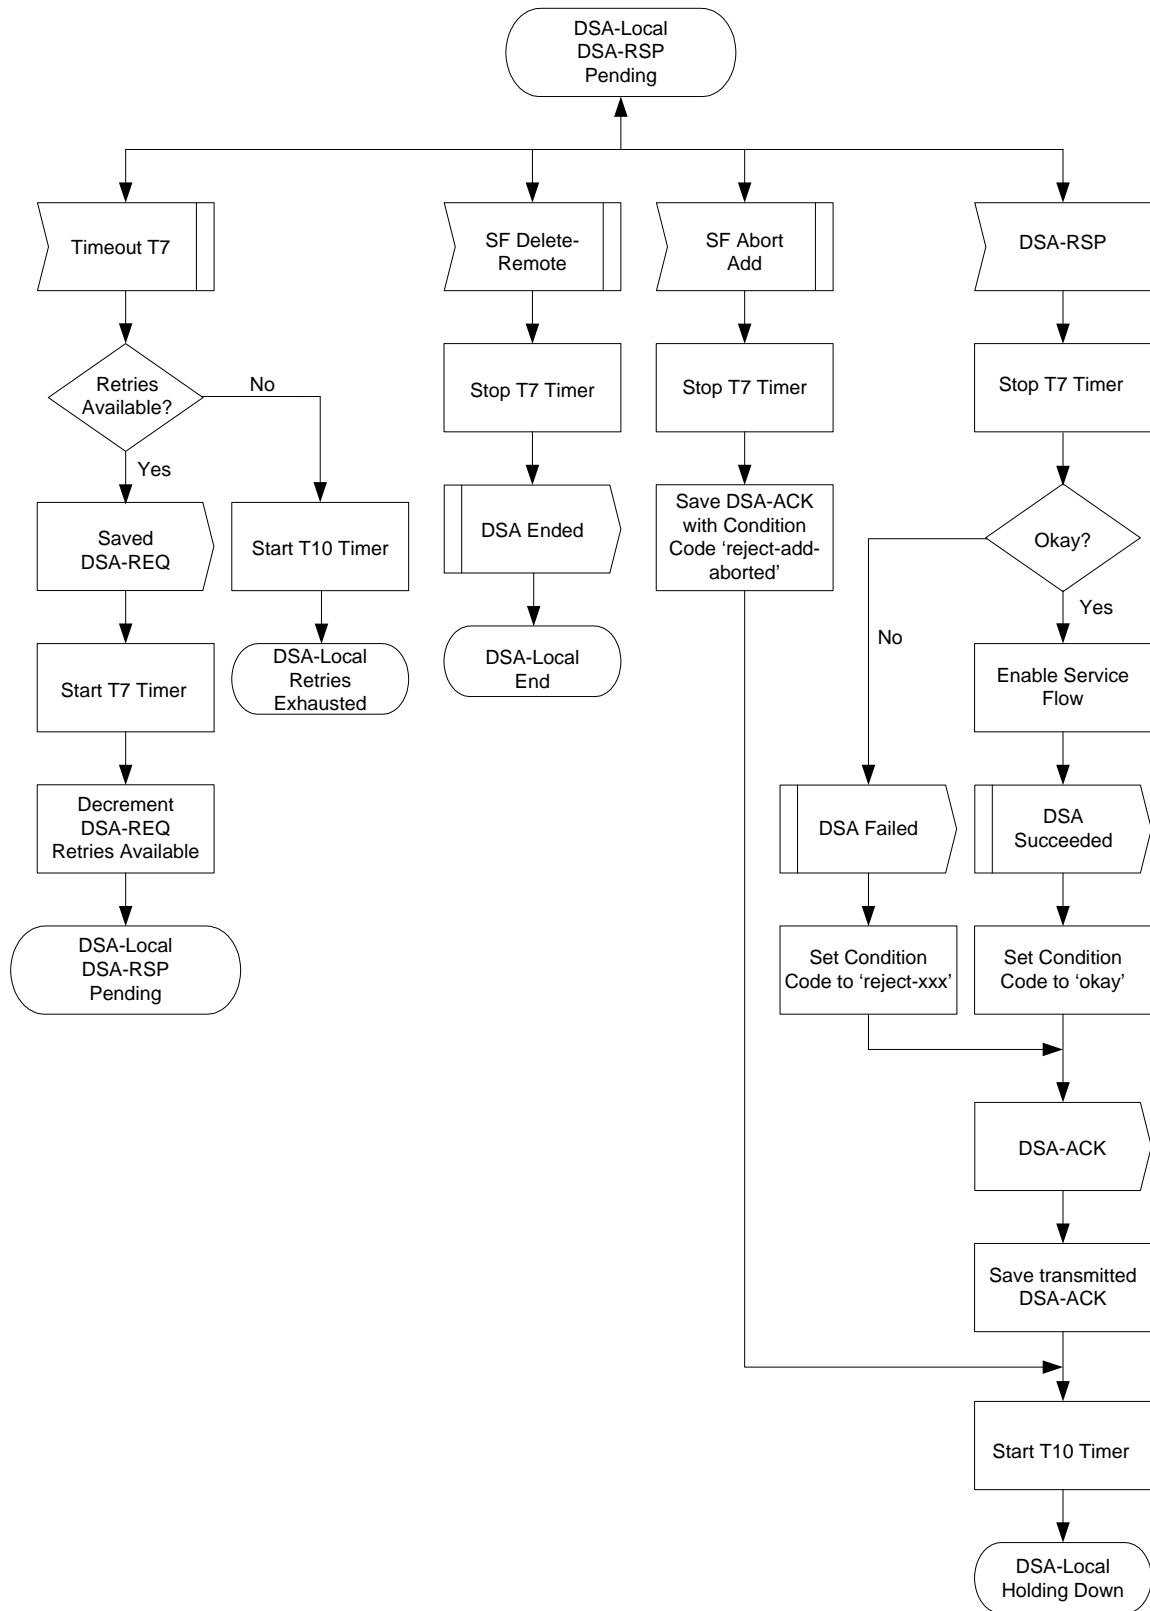 DSA-Local
DSA-RSP
Pending
Timeout T7
SF Delete-
Remote
SF Abort
Add
DSA-RSP
Retries
Available?
No
Yes
Stop T7 Timer
Stop T7 Timer
Stop T7 Timer
Saved
DSA-REQ
Start T10 Timer
DSA Ended
Save DSA-ACK
with Condition
Code ‘reject-add-
aborted’
Okay?
No
Yes
Start T7 Timer
DSA-Local
Retries
Exhausted
DSA-Local
End
Enable Service
Flow
Decrement
DSA-REQ
Retries Available
DSA Failed
DSA
Succeeded
DSA-Local
DSA-RSP
Pending
Set Condition
Code to ‘reject-xxx’
Set Condition
Code to ‘okay’
DSA-ACK
Save transmitted
DSA-ACK
Start T10 Timer
DSA-Local
Holding Down